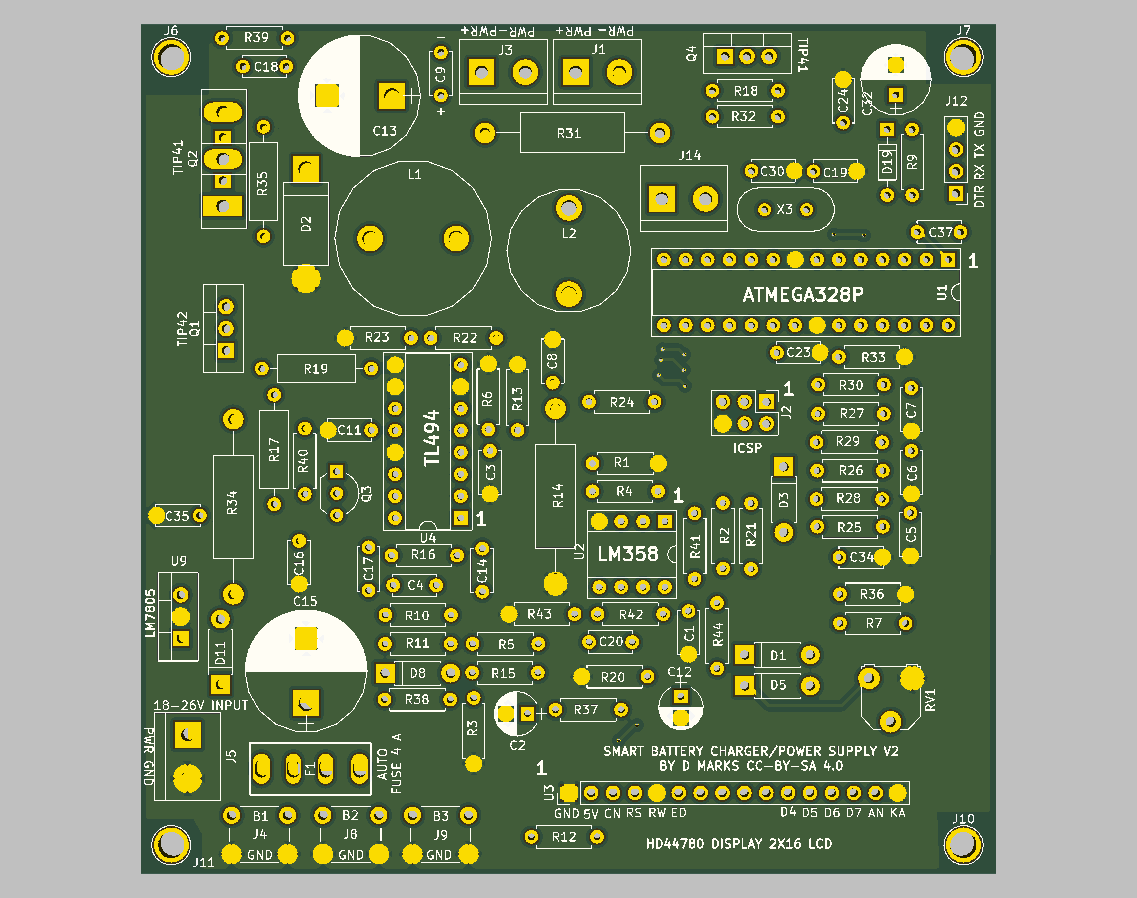 J6
R39
C18
C13
−
C9
+
PWR- PWR+
J3
PWR- PWR+
J1
Q4
TIP41
R18
R32
C24
C32
J7
J12
DTR RX TX GND
D19
R9
TIP41
Q2
R35
D2
L1
R31
L2
J14
C30
C19
X3
C37
1
ATMEGA328P
U1
TIP42
Q1
R23
R22
C8
C23
R33
R19
R6
R13
R24
1
J2
ICSP
R30
R27
C7
R29
R26
C6
R28
R25
C5
C34
R17
R40
C11
Q3
TL494
1
U4
C3
R14
R1
R4
1
U2
LM358
R41
R2
R21
D3
R34
C35
U9
LM7805
C16
C17
R16
C14
C4
C15
R10
R43
R42
C1
R44
R36
R7
R11
R5
C20
D11
D8
R15
R20
C12
D1
D5
RV1
R38
R3
C2
R37
18-26V INPUT
PWR GND
J5
F1
AUTO
FUSE 4 A
SMART BATTERY CHARGER/POWER SUPPLY V2
BY D MARKS CC-BY-SA 4.0
1
U3
GND 5V CN RS RW ED D4 D5 D6 D7 AN KA
B1
B2
B3
J4
J8
J9
GND
GND
GND
R12
HD44780 DISPLAY 2X16 LCD
J10
J11